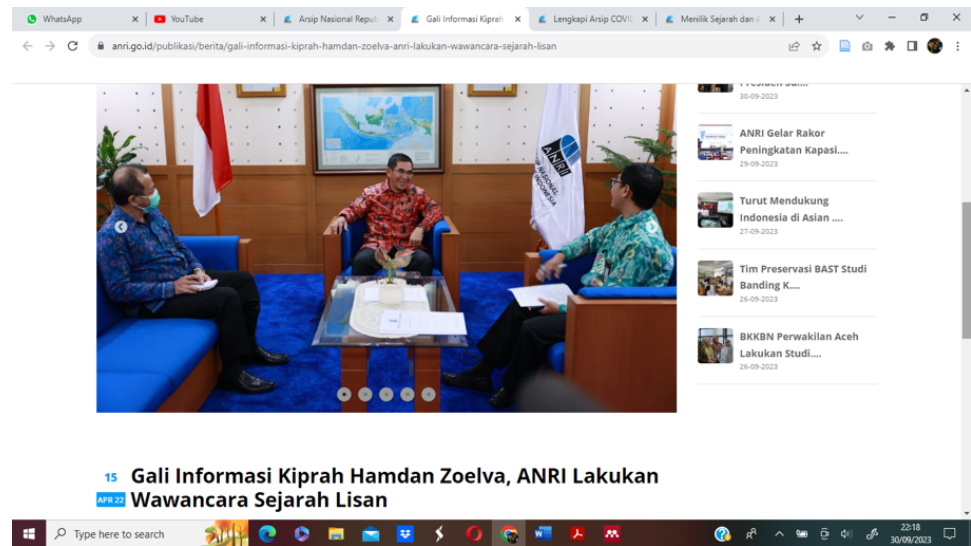 WhatsApp
YouTube
Arsip Nasional Repub
Gali Informasi Kiprah
Lengkapi Arsip COVI
Menilik Sejarah dan
anri.go.id/publikasi/berita/gali-informasi-kiprah-hamdan-zoelva-anri-lakukan-wawancara-sejarah-lisan
30-09-2023
ANRI Gelar Rakor
Peningkatan Kapasi....
29-09-2023
Turut Mendukung
Indonesia di Asian ....
27-09-2023
Tim Preservasi BAST Studi
Banding K....
26-09-2023
BKKBN Perwakilan Aceh
Lakukan Studi....
26-09-2023
ANRI
15
APR 22
Gali Informasi Kiprah Hamdan Zoelva, ANRI Lakukan
Wawancara Sejarah Lisan
Type here to search
22:18
30/09/2023